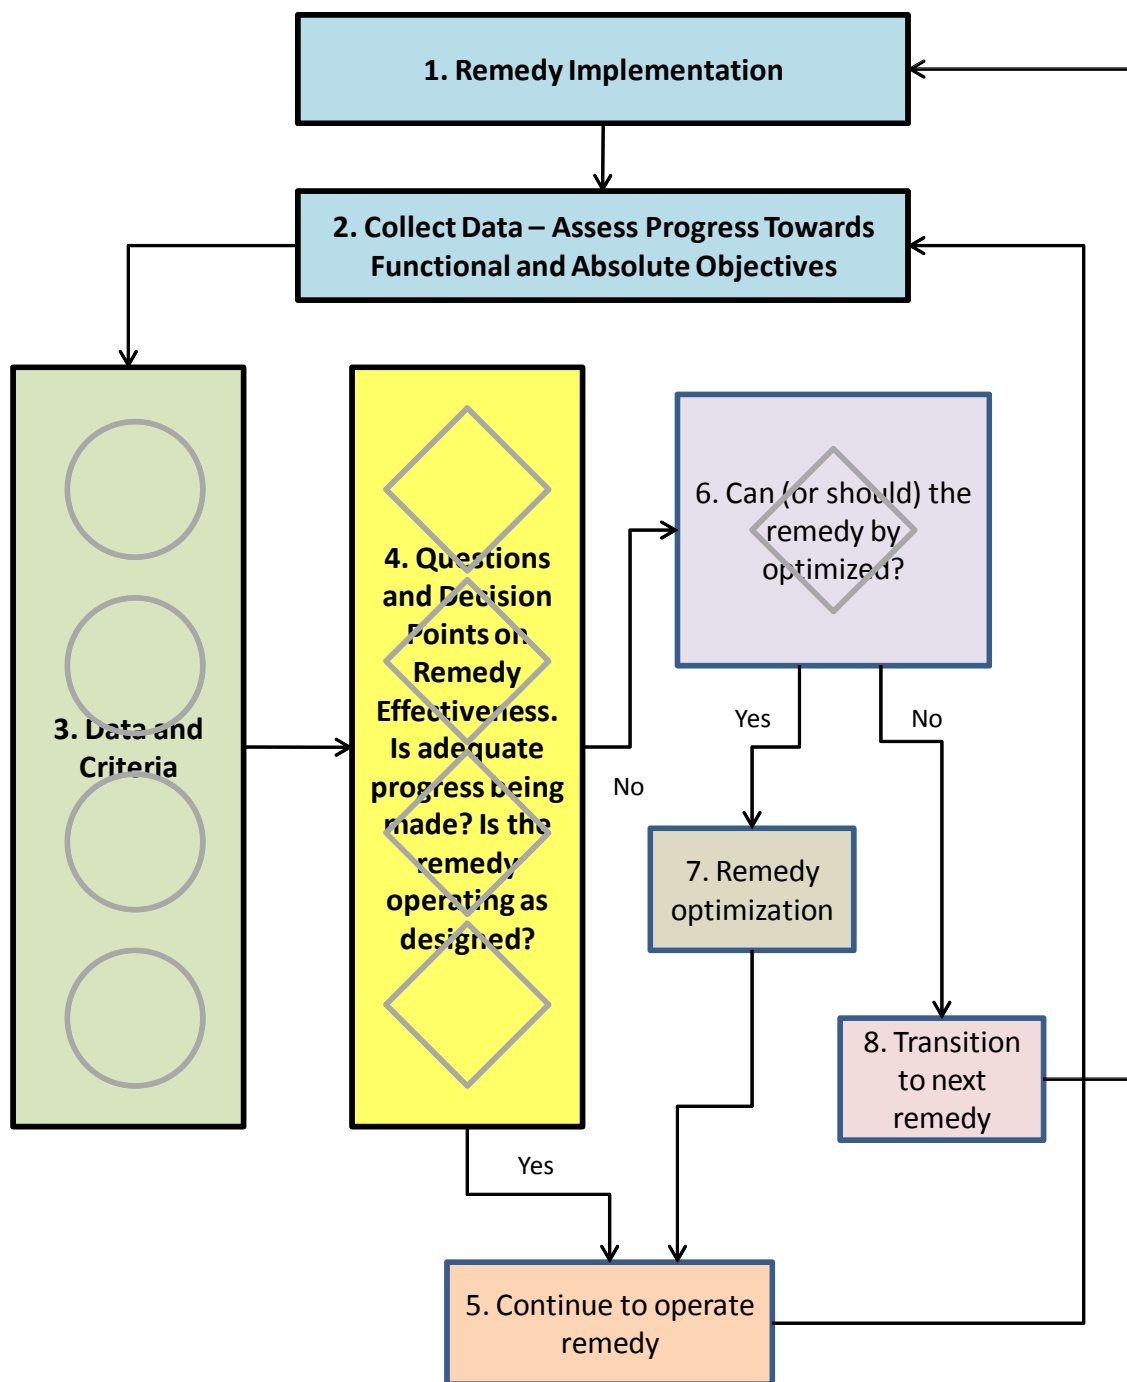 1. Remedy Implementation
2. Collect Data – Assess Progress Towards
Functional and Absolute Objectives
3. Data and
Criteria
4. Questions
and Decision
Points on
Remedy
Effectiveness.
Is adequate
progress being
made? Is the
remedy
operating as
designed?
No
Yes
6. Can (or should) the
remedy by
optimized?
Yes
No
7. Remedy
optimization
8. Transition
to next
remedy
5. Continue to operate
remedy